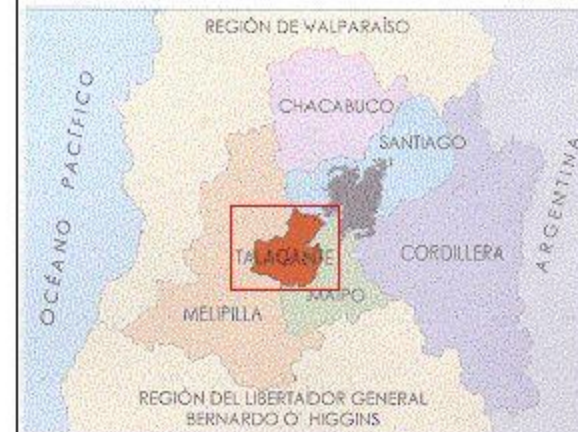 REGIÓN DE VALPARAÍSO
CHACABUCO
SANTIAGO
OCÉANO PACÍFICO
ARGENTINA
TALAGANTE
CORDILLERA
MAIPO
MELIPILLA
REGIÓN DEL LIBERTADOR GENERAL
BERNARDO O' HIGGINS